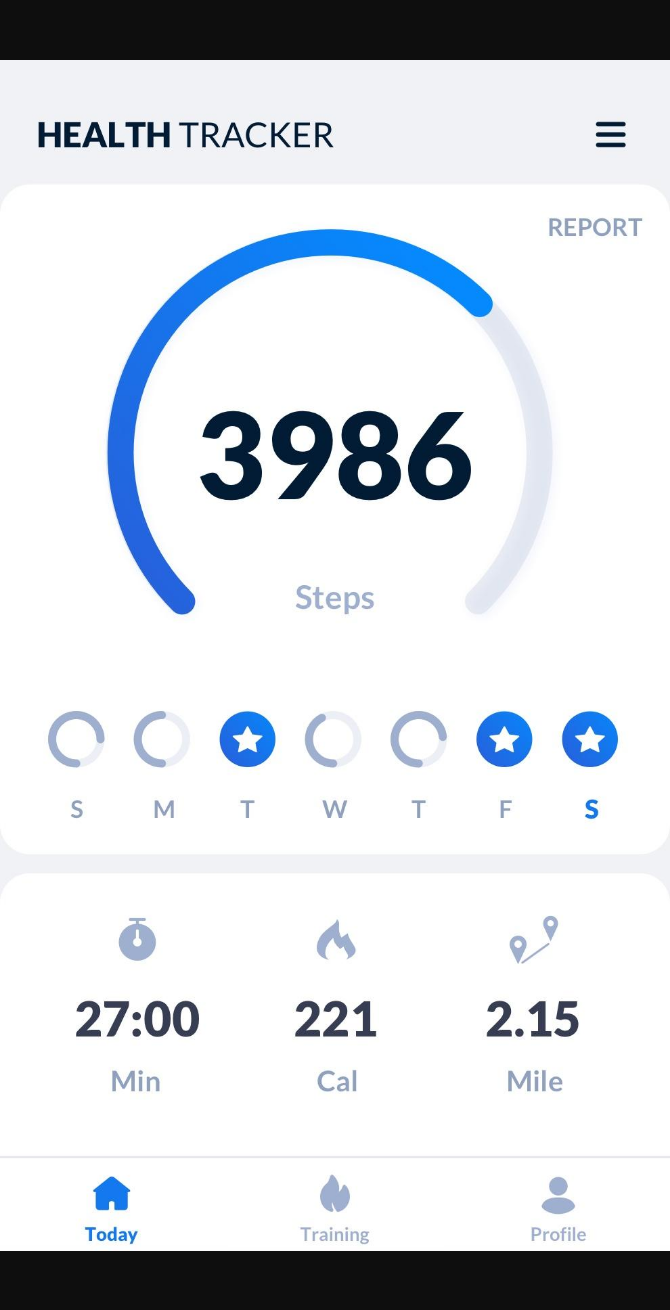 HEALTH TRACKER
REPORT
3986
Steps
S M T W T F S
27:00 221 2.15
Min Cal Mile
Today Training Profile